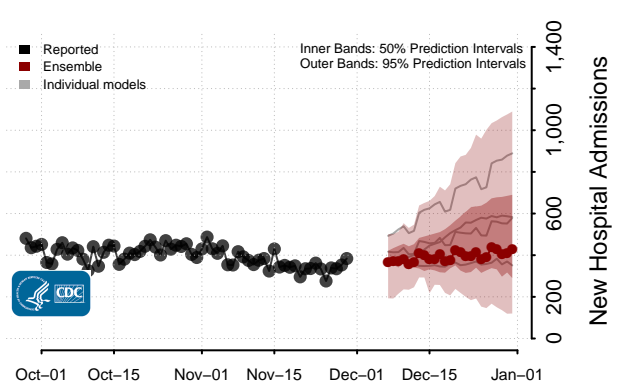 Reported
Ensemble
Individual models
Inner Bands: 50% Prediction Intervals
Outer Bands: 95% Prediction Intervals
1,400
1,000
600
200
0
New Hospital Admissions
CDC
Oct−01
Oct−15
Nov−01
Nov−15
Dec−01
Dec−15
Jan−01